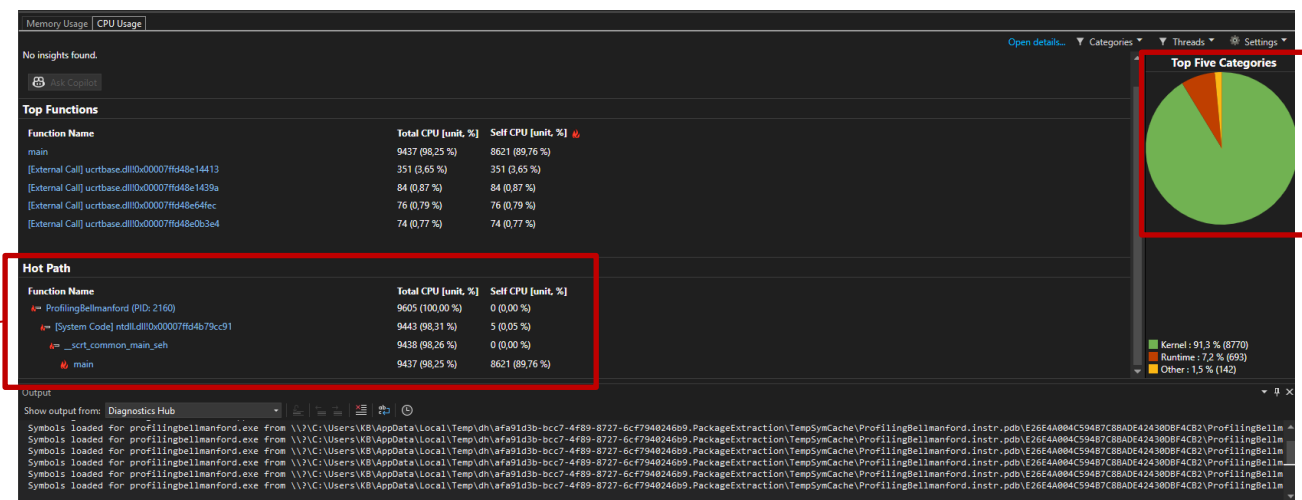 Memory Usage CPU Usage
Open details... Categories Threads Settings
No insights found.
Ask Copilot
Top Functions
Function Name Total CPU [unit, %] Self CPU [unit, %]
main 9437 (98,25 %) 8621 (89,76 %)
[External Call] ucrtbase.dll!0x00007ffd48e14413 351 (3,65 %) 351 (3,65 %)
[External Call] ucrtbase.dll!0x00007ffd48e1439a 84 (0,87 %) 84 (0,87 %)
[External Call] ucrtbase.dll!0x00007ffd48e64fec 76 (0,79 %) 76 (0,79 %)
[External Call] ucrtbase.dll!0x00007ffd48e0b3e4 74 (0,77 %) 74 (0,77 %)
Hot Path
Function Name Total CPU [unit, %] Self CPU [unit, %]
ProfilingBellmanford (PID: 2160) 9605 (100,00 %) 0 (0,00 %)
[System Code] ntdll.dll!0x00007ffd4b79cc91 9443 (98,31 %) 5 (0,05 %)
__scrt_common_main_seh 9438 (98,26 %) 0 (0,00 %)
main 9437 (98,25 %) 8621 (89,76 %)
Top Five Categories
Kernel : 91,3 % (8770)
Runtime : 7,2 % (693)
Other : 1,5 % (142)
Output
Show output from: Diagnostics Hub
Symbols loaded for profilingbellmanford.exe from \\?\C:\Users\KB\AppData\Local\Temp\dh\afa91d3b-bcc7-4f89-8727-6cf7940246b9.PackageExtraction\TempSymCache\ProfilingBellmanford.instr.pdb\E26E4A004C594B7C8BADE42430DBF4CB2\ProfilingBellm
Symbols loaded for profilingbellmanford.exe from \\?\C:\Users\KB\AppData\Local\Temp\dh\afa91d3b-bcc7-4f89-8727-6cf7940246b9.PackageExtraction\TempSymCache\ProfilingBellmanford.instr.pdb\E26E4A004C594B7C8BADE42430DBF4CB2\ProfilingBellm
Symbols loaded for profilingbellmanford.exe from \\?\C:\Users\KB\AppData\Local\Temp\dh\afa91d3b-bcc7-4f89-8727-6cf7940246b9.PackageExtraction\TempSymCache\ProfilingBellmanford.instr.pdb\E26E4A004C594B7C8BADE42430DBF4CB2\ProfilingBellm
Symbols loaded for profilingbellmanford.exe from \\?\C:\Users\KB\AppData\Local\Temp\dh\afa91d3b-bcc7-4f89-8727-6cf7940246b9.PackageExtraction\TempSymCache\ProfilingBellmanford.instr.pdb\E26E4A004C594B7C8BADE42430DBF4CB2\ProfilingBellm
Symbols loaded for profilingbellmanford.exe from \\?\C:\Users\KB\AppData\Local\Temp\dh\afa91d3b-bcc7-4f89-8727-6cf7940246b9.PackageExtraction\TempSymCache\ProfilingBellmanford.instr.pdb\E26E4A004C594B7C8BADE42430DBF4CB2\ProfilingBellm